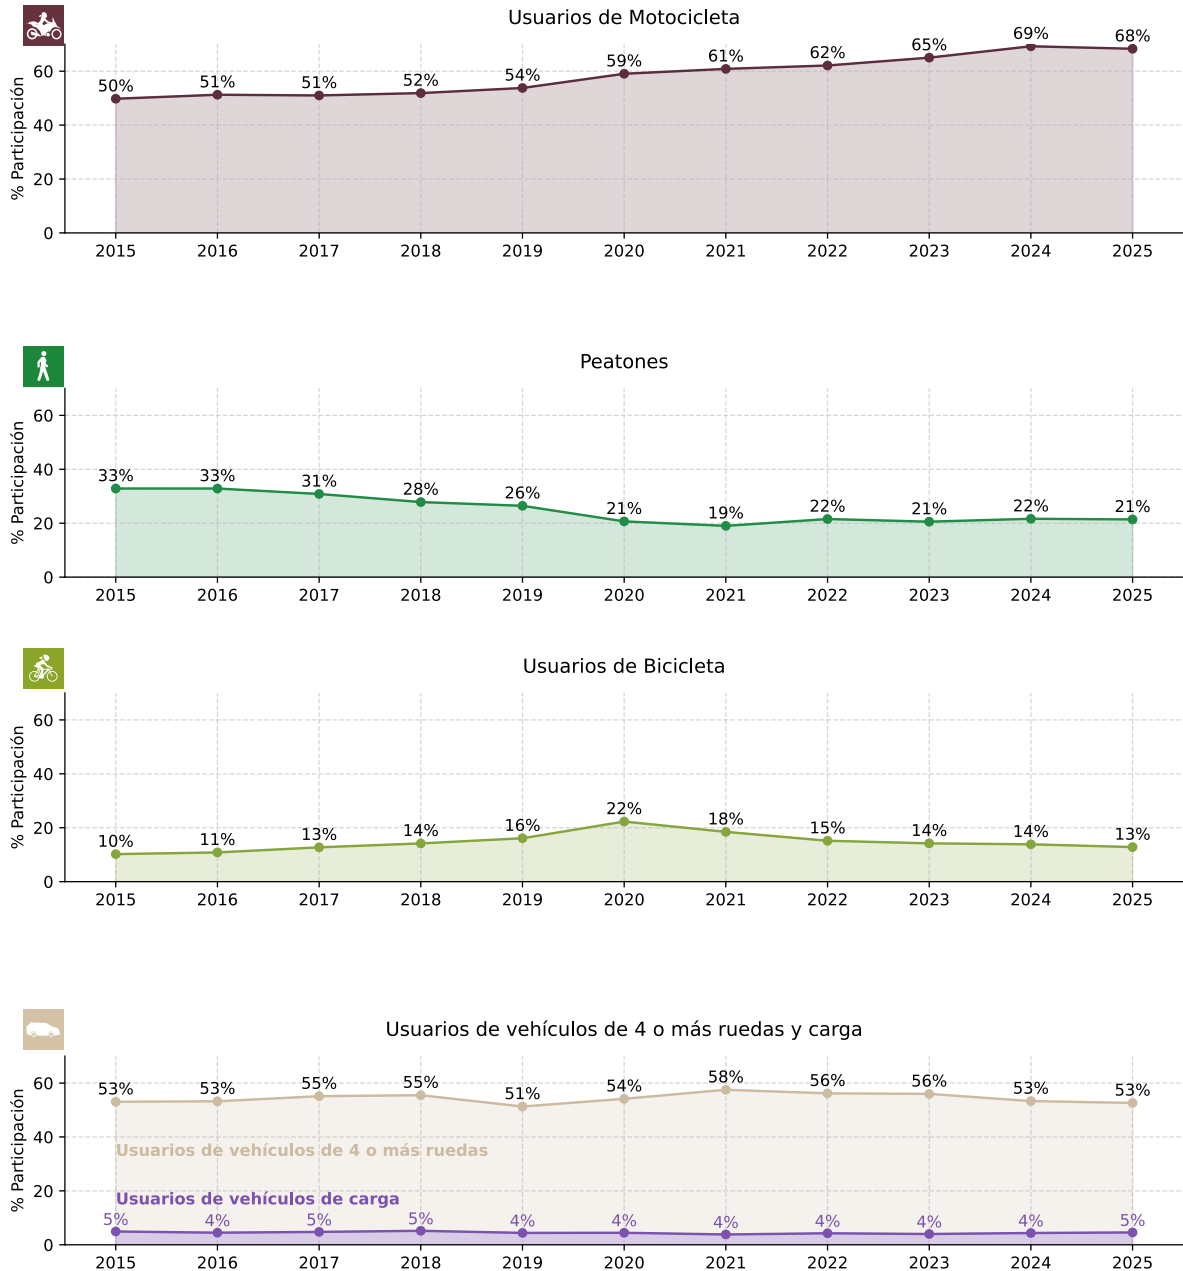 Usuarios de Motocicleta
% Participación
60
40
20
0
50% 51% 51% 52% 54% 59% 61% 62% 65% 69% 68%
2015 2016 2017 2018 2019 2020 2021 2022 2023 2024 2025
Peatones
% Participación
60
40
20
0
33% 33% 31% 28% 26% 21% 19% 22% 21% 22% 21%
2015 2016 2017 2018 2019 2020 2021 2022 2023 2024 2025
Usuarios de Bicicleta
% Participación
60
40
20
0
10% 11% 13% 14% 16% 22% 18% 15% 14% 14% 13%
2015 2016 2017 2018 2019 2020 2021 2022 2023 2024 2025
Usuarios de vehículos de 4 o más ruedas y carga
% Participación
60
40
20
0
53% 53% 55% 55% 51% 54% 58% 56% 56% 53% 53%
Usuarios de vehículos de 4 o más ruedas
Usuarios de vehículos de carga
5% 4% 5% 5% 4% 4% 4% 4% 4% 4% 5%
2015 2016 2017 2018 2019 2020 2021 2022 2023 2024 2025